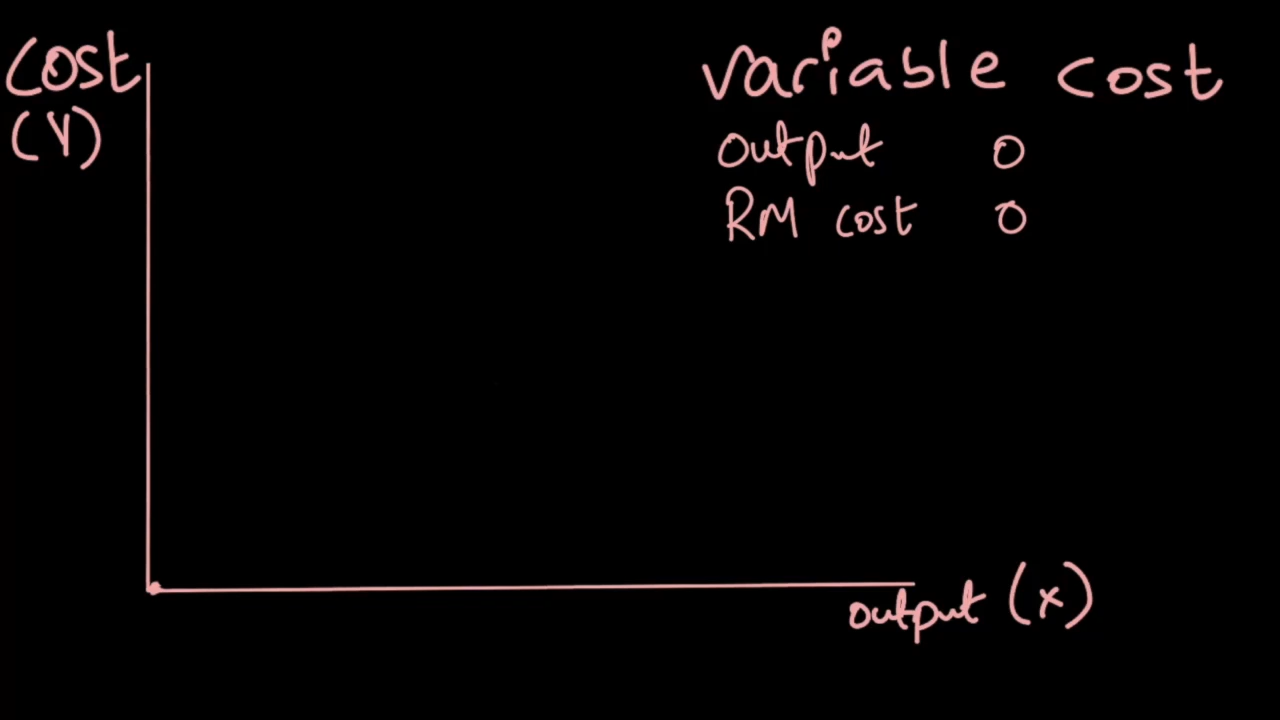 cost
(Y)
variable cost
output 0
RM cost 0
output (x)